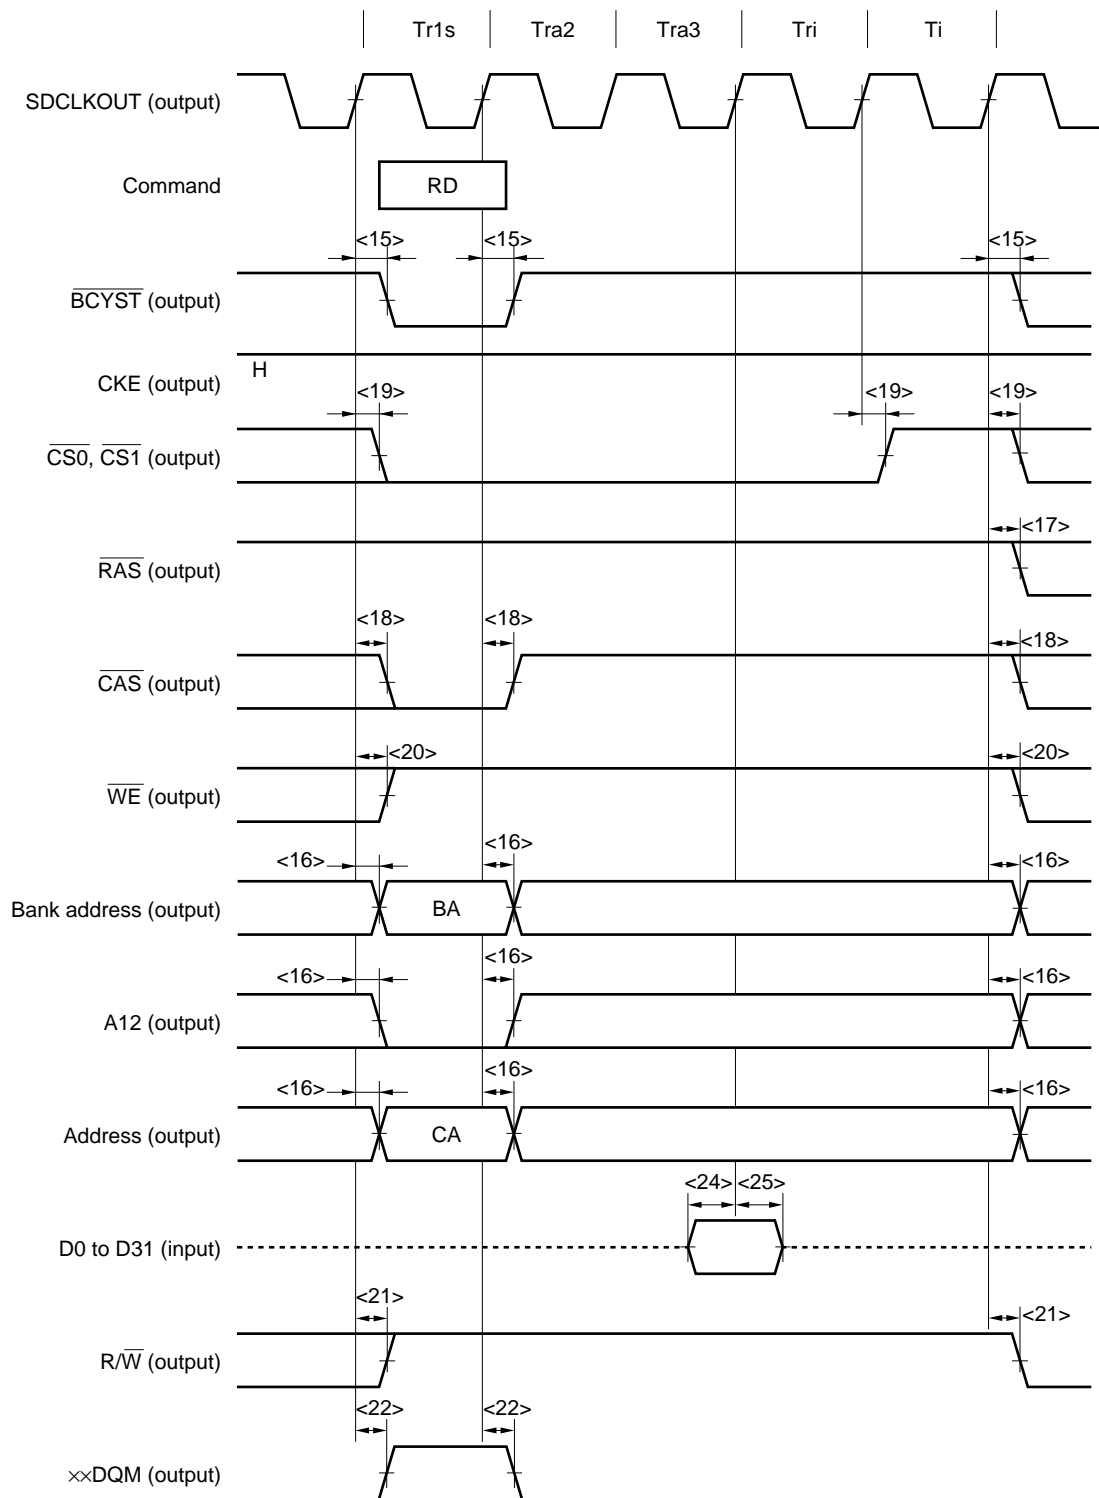 Tr1s Tra2 Tra3 Tri Ti
SDCLKOUT (output)
Command RD
<15> <15> <15>
BCYST (output)
H
CKE (output)
<19> <19> <19>
CS0, CS1 (output)
<17>
RAS (output)
<18> <18> <18>
CAS (output)
<20> <20>
WE (output)
<16> <16> <16>
Bank address (output) BA
<16> <16> <16>
A12 (output)
<16> <16> <16>
Address (output) CA
<24> <25>
D0 to D31 (input)
<21> <21>
R/W (output)
<22> <22>
××DQM (output)